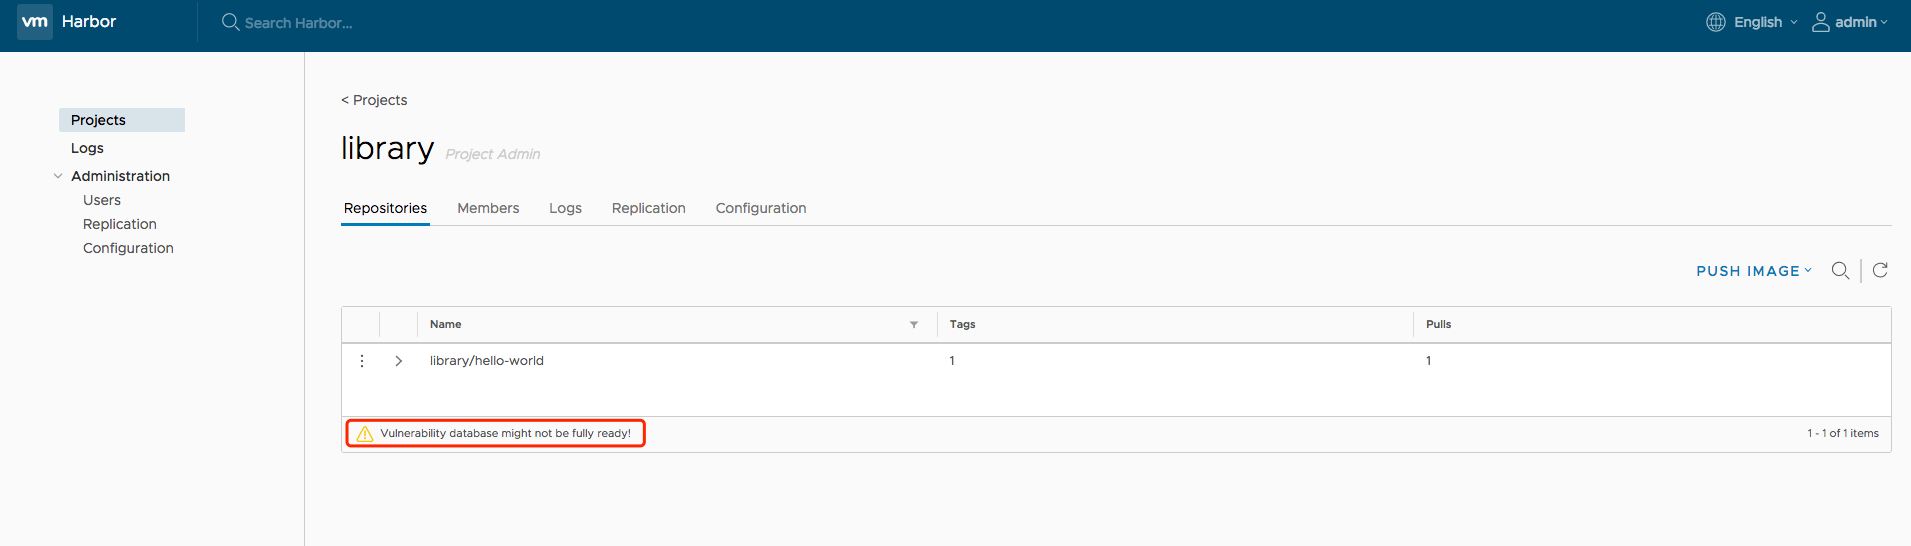 vm Harbor Search Harbor... English admin
Projects
Logs
Administration
Users
Replication
Configuration
< Projects
library Project Admin
Repositories Members Logs Replication Configuration
PUSH IMAGE
Name Tags Pulls
library/hello-world 1 1
Vulnerability database might not be fully ready! 1 - 1 of 1 items